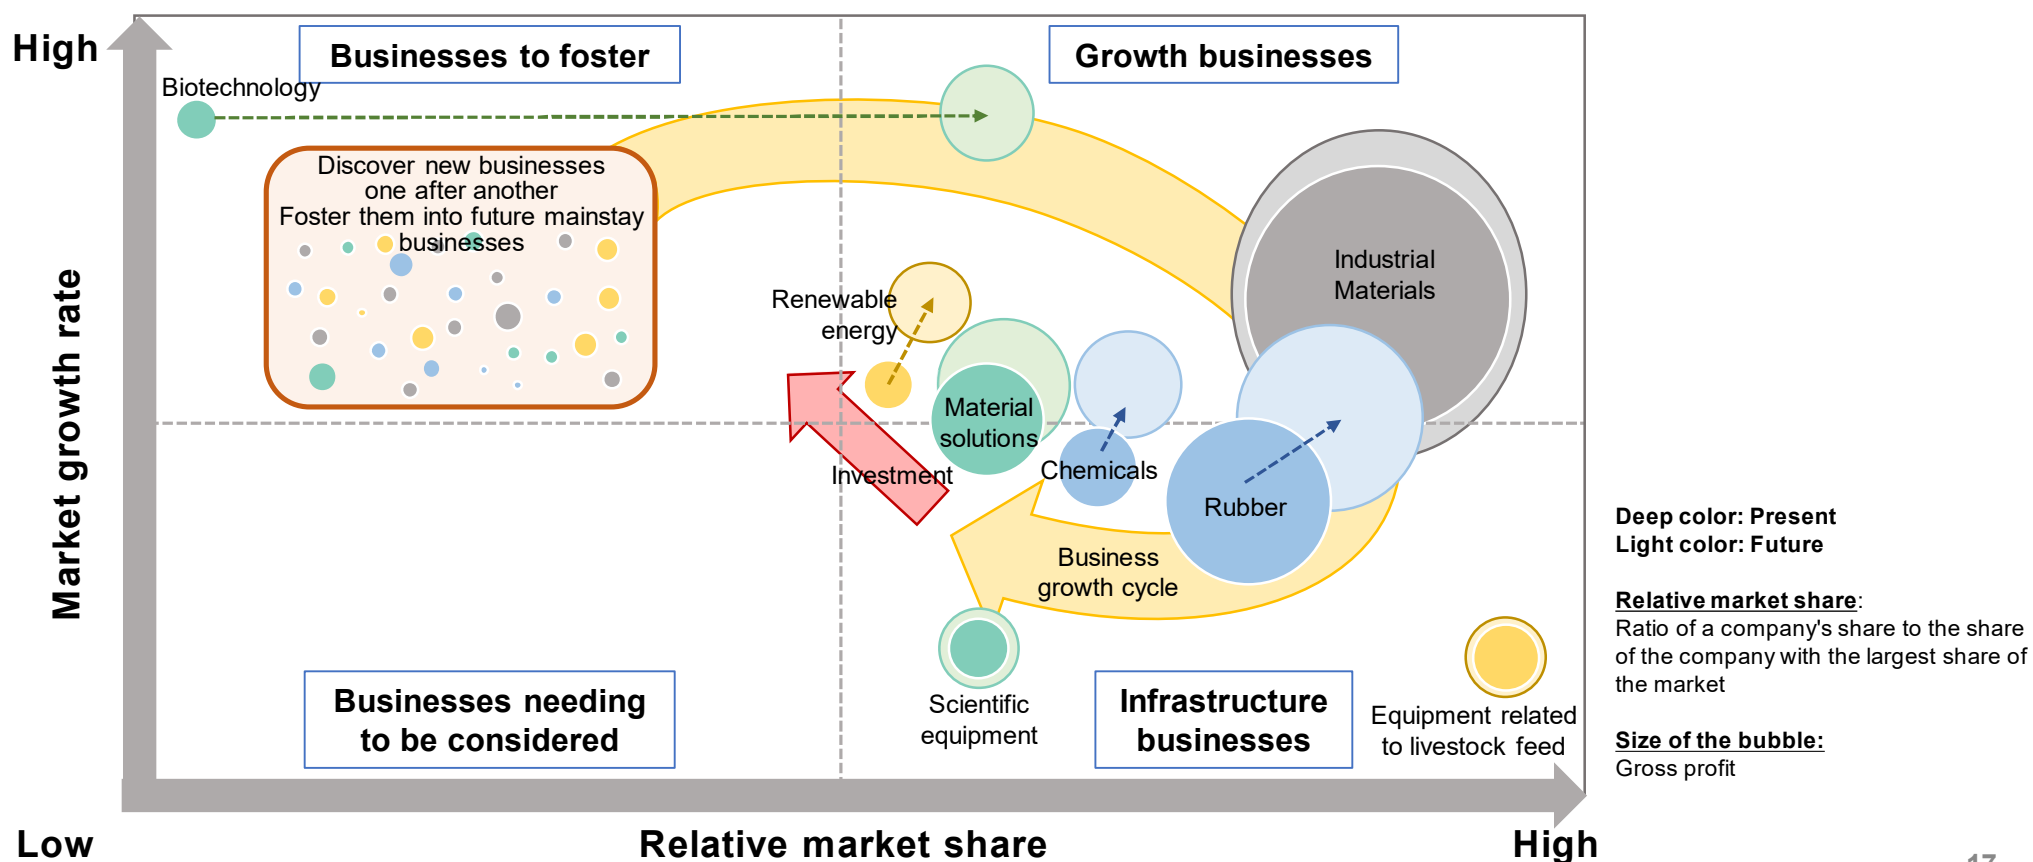 High
Businesses to foster
Growth businesses
Biotechnology
Discover new businesses
one after another
Foster them into future mainstay
businesses
Industrial
Materials
Renewable
energy
Market growth rate
Material
solutions
Chemicals
Investment
Rubber
Business
growth cycle
Deep color: Present
Light color: Future
Relative market share:
Ratio of a company's share to the share
of the company with the largest share of
the market
Size of the bubble:
Gross profit
Businesses needing
to be considered
Scientific
equipment
Infrastructure
businesses
Equipment related
to livestock feed
Low
Relative market share
High
17